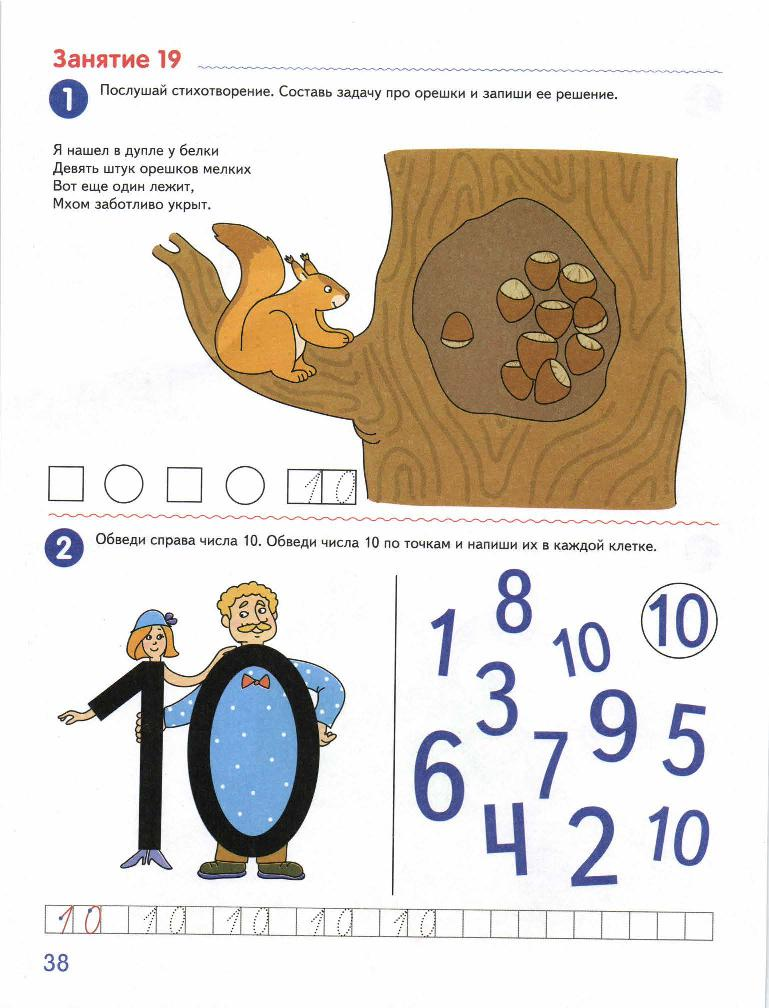 Занятие 19
1 Послушай стихотворение. Составь задачу про орешки и запиши ее решение.
Я нашел в дупле у белки
Девять штук орешков мелких
Вот еще один лежит,
Мхом заботливо укрыт.
10
2 Обведи справа числа 10. Обведи числа 10 по точкам и напиши их в каждой клетке.
10
8
1 10 10
3
9 5
6 7
4 2 10
10 10 10 10 10
38